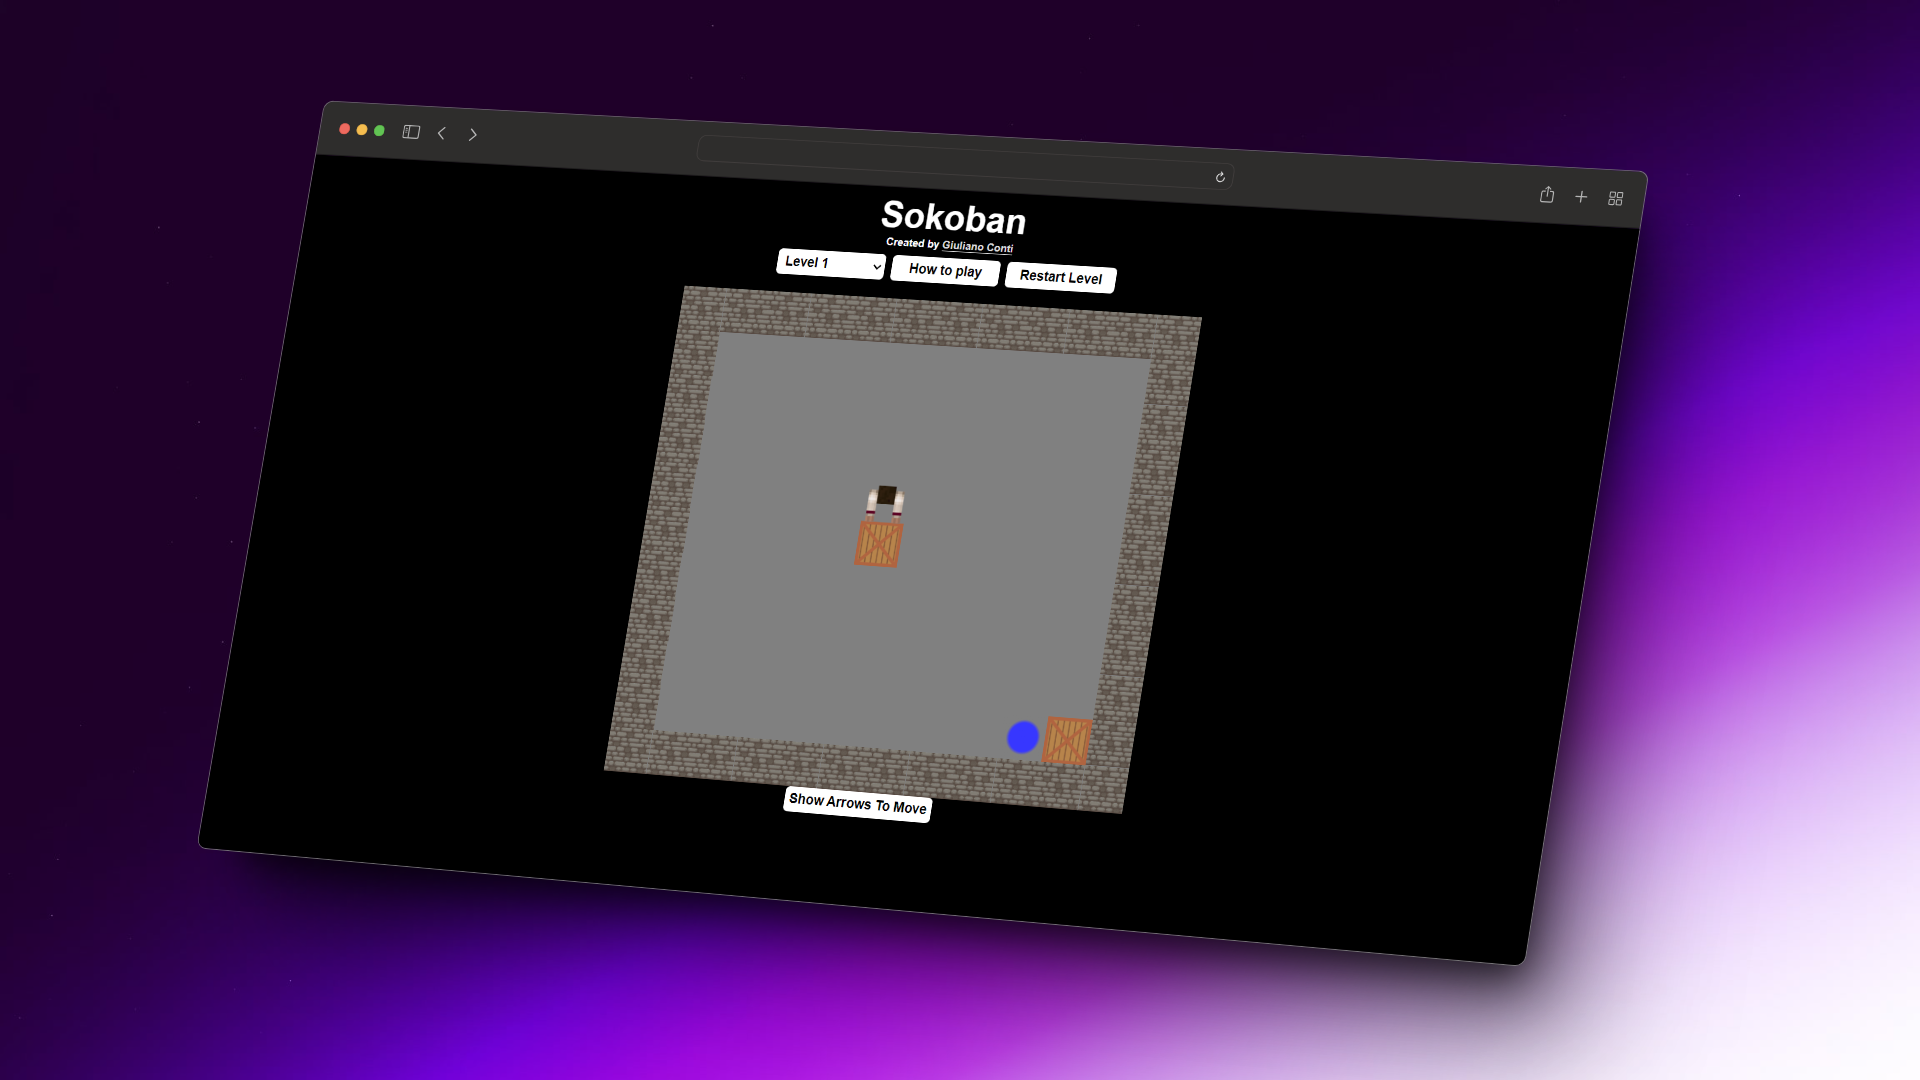 Sokoban
Created by Giuliano Conti
Level 1
How to play
Restart Level
Show Arrows To Move